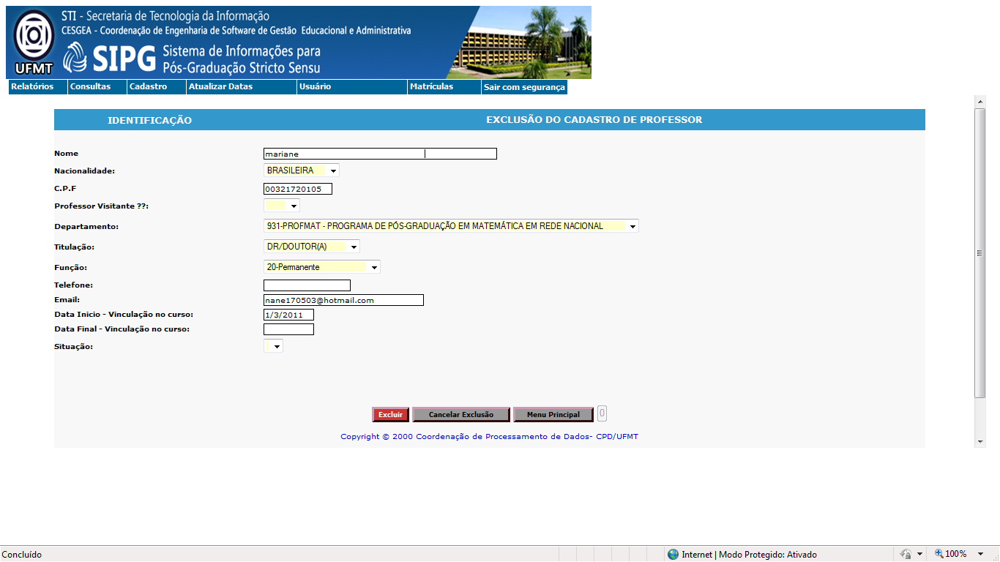 STI - Secretaria de Tecnologia da Informação
CESGEA - Coordenação de Engenharia de Software de Gestão Educacional e Administrativa
UFMT
SIPG Sistema de Informações para
Pós-Graduação Stricto Sensu
Relatórios Consultas Cadastro Atualizar Datas Usuário Matrículas Sair com segurança
IDENTIFICAÇÃO EXCLUSÃO DO CADASTRO DE PROFESSOR
Nome mariane
Nacionalidade: BRASILEIRA
C.P.F 00321720105
Professor Visitante ??:
Departamento: 931-PROFMAT - PROGRAMA DE PÓS-GRADUAÇÃO EM MATEMÁTICA EM REDE NACIONAL
Titulação: DR/DOUTOR(A)
Função: 20-Permanente
Telefone:
Email: nane170503@hotmail.com
Data Inicio - Vinculação no curso: 1/3/2011
Data Final - Vinculação no curso:
Situação:
Excluir Cancelar Exclusão Menu Principal 0
Copyright © 2000 Coordenação de Processamento de Dados- CPD/UFMT
Concluído Internet | Modo Protegido: Ativado 100%